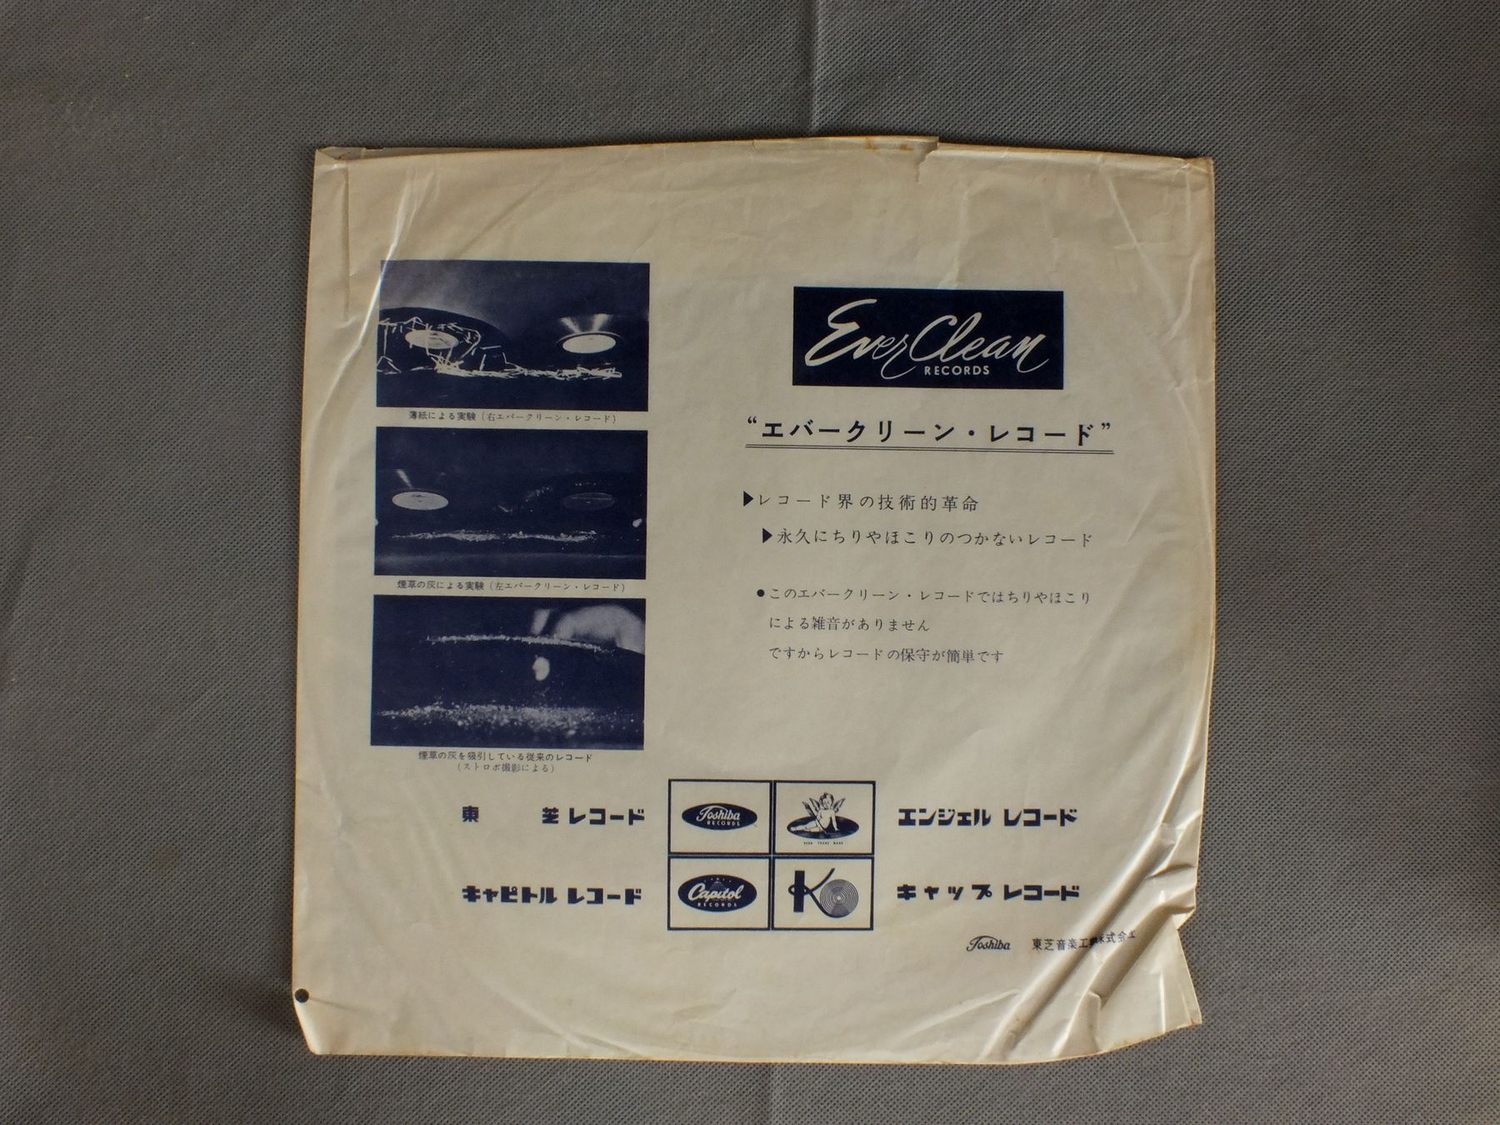 Ever Clean
RECORDS
“エバークリーン・レコード”
▶レコード界の技術的革命
▶永久にちりやほこりのつかないレコード
●このエバークリーン・レコードではちりやほこり
による雑音がありません
ですからレコードの保守が簡単です
薄紙による実験(右エバークリーン・レコード)
煙草の灰による実験(左エバークリーン・レコード)
煙草の灰を吸引している従来のレコード
(ストロボ撮影による)
東芝レコード
Toshiba
RECORDS
エンジェル レコード
キャピトル レコード
Capitol
RECORDS
K
キャップ レコード
Toshiba 東芝音楽工業株式会